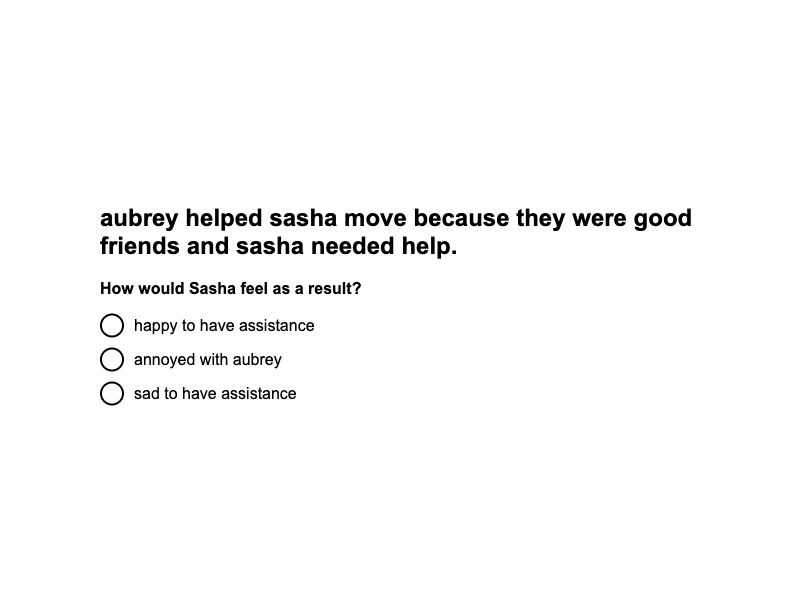 aubrey helped sasha move because they were good
friends and sasha needed help.
How would Sasha feel as a result?
happy to have assistance
annoyed with aubrey
sad to have assistance